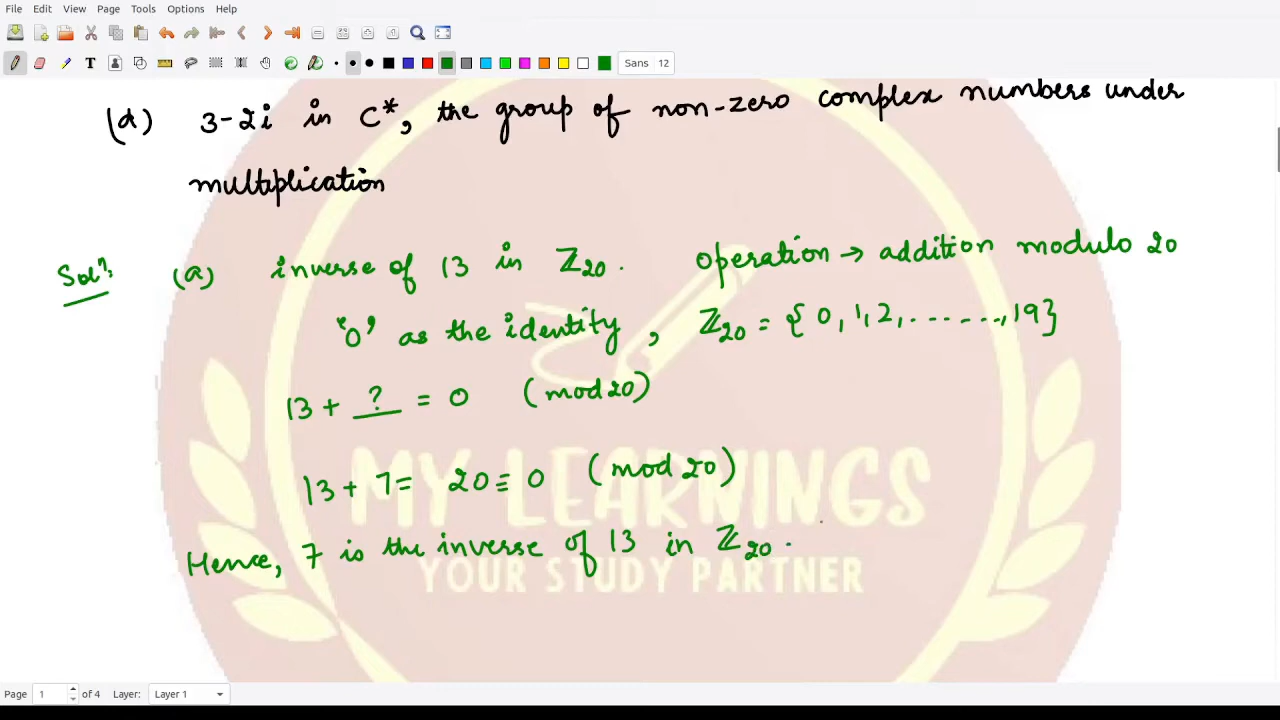 File Edit View Page Tools Options Help
Sans 12
(d) 3-2i in C*, the group of non-zero complex numbers under
multiplication
Solⁿ: (a) inverse of 13 in ℤ₂₀. operation → addition modulo 20
'0' as the identity, ℤ₂₀ = {0, 1, 2, ......., 19}
13 + ? = 0 (mod 20)
13 + 7 = 20 ≡ 0 (mod 20)
Hence, 7 is the inverse of 13 in ℤ₂₀.
MY LEARNINGS
YOUR STUDY PARTNER
Page 1 of 4 Layer: Layer 1